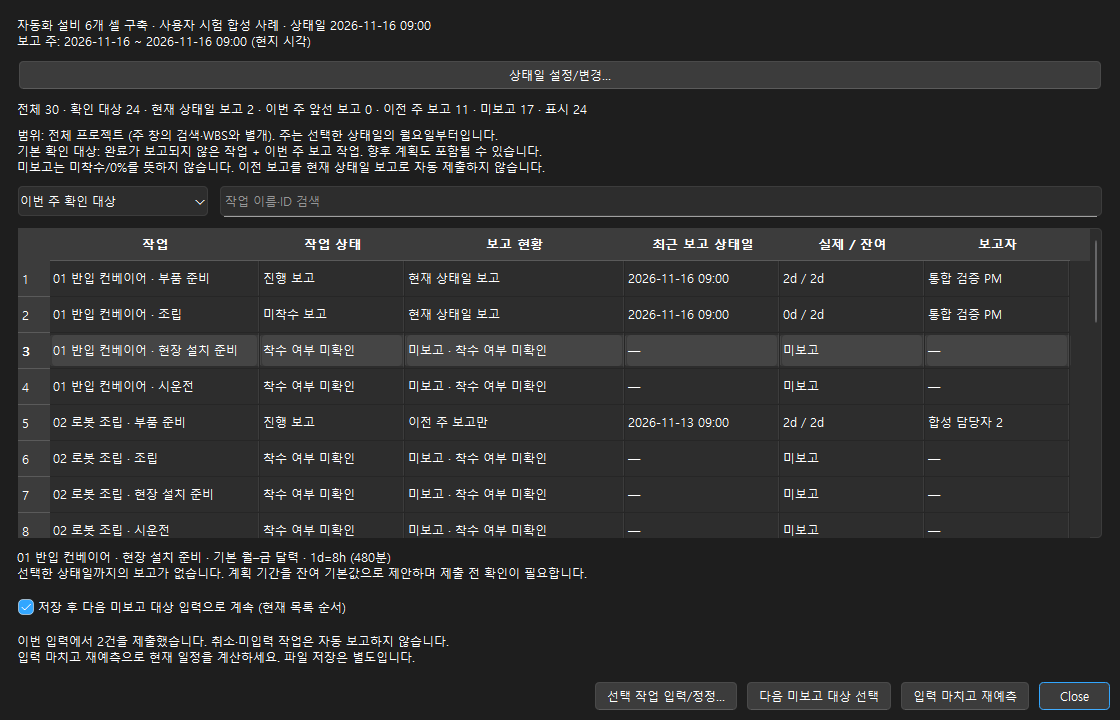 자동화 설비 6개 셀 구축 · 사용자 시험 합성 사례 · 상태일 2026-11-16 09:00
보고 주: 2026-11-16 ~ 2026-11-16 09:00 (현지 시각)
상태일 설정/변경...
전체 30 · 확인 대상 24 · 현재 상태일 보고 2 · 이번 주 앞선 보고 0 · 이전 주 보고 11 · 미보고 17 · 표시 24
범위: 전체 프로젝트 (주 창의 검색·WBS와 별개). 주는 선택한 상태일의 월요일부터입니다.
기본 확인 대상: 완료가 보고되지 않은 작업 + 이번 주 보고 작업. 향후 계획도 포함될 수 있습니다.
미보고는 미착수/0%를 뜻하지 않습니다. 이전 보고를 현재 상태일 보고로 자동 제출하지 않습니다.
이번 주 확인 대상 작업 이름·ID 검색
작업 작업 상태 보고 현황 최근 보고 상태일 실제 / 잔여 보고자
1 01 반입 컨베이어 · 부품 준비 진행 보고 현재 상태일 보고 2026-11-16 09:00 2d / 2d 통합 검증 PM
2 01 반입 컨베이어 · 조립 미착수 보고 현재 상태일 보고 2026-11-16 09:00 0d / 2d 통합 검증 PM
3 01 반입 컨베이어 · 현장 설치 준비 착수 여부 미확인 미보고 · 착수 여부 미확인 — 미보고 —
4 01 반입 컨베이어 · 시운전 착수 여부 미확인 미보고 · 착수 여부 미확인 — 미보고 —
5 02 로봇 조립 · 부품 준비 진행 보고 이전 주 보고만 2026-11-13 09:00 2d / 2d 합성 담당자 2
6 02 로봇 조립 · 조립 착수 여부 미확인 미보고 · 착수 여부 미확인 — 미보고 —
7 02 로봇 조립 · 현장 설치 준비 착수 여부 미확인 미보고 · 착수 여부 미확인 — 미보고 —
8 02 로봇 조립 · 시운전 착수 여부 미확인 미보고 · 착수 여부 미확인 — 미보고 —
01 반입 컨베이어 · 현장 설치 준비 · 기본 월–금 달력 · 1d=8h (480분)
선택한 상태일까지의 보고가 없습니다. 계획 기간을 잔여 기본값으로 제안하며 제출 전 확인이 필요합니다.
저장 후 다음 미보고 대상 입력으로 계속 (현재 목록 순서)
이번 입력에서 2건을 제출했습니다. 취소·미입력 작업은 자동 보고하지 않습니다.
입력 마치고 재예측으로 현재 일정을 계산하세요. 파일 저장은 별도입니다.
선택 작업 입력/정정... 다음 미보고 대상 선택 입력 마치고 재예측 Close